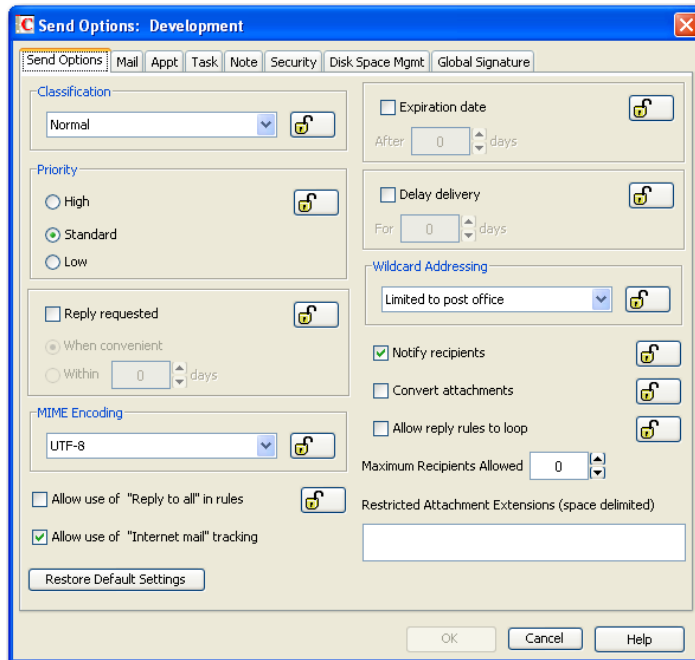 Send Options: Development
Send Options Mail Appt Task Note Security Disk Space Mgmt Global Signature
Classification
Normal
Priority
High
Standard
Low
Reply requested
When convenient
Within 0 days
MIME Encoding
UTF-8
Allow use of "Reply to all" in rules
Allow use of "Internet mail" tracking
Restore Default Settings
Expiration date
After 0 days
Delay delivery
For 0 days
Wildcard Addressing
Limited to post office
Notify recipients
Convert attachments
Allow reply rules to loop
Maximum Recipients Allowed 0
Restricted Attachment Extensions (space delimited)
OK Cancel Help